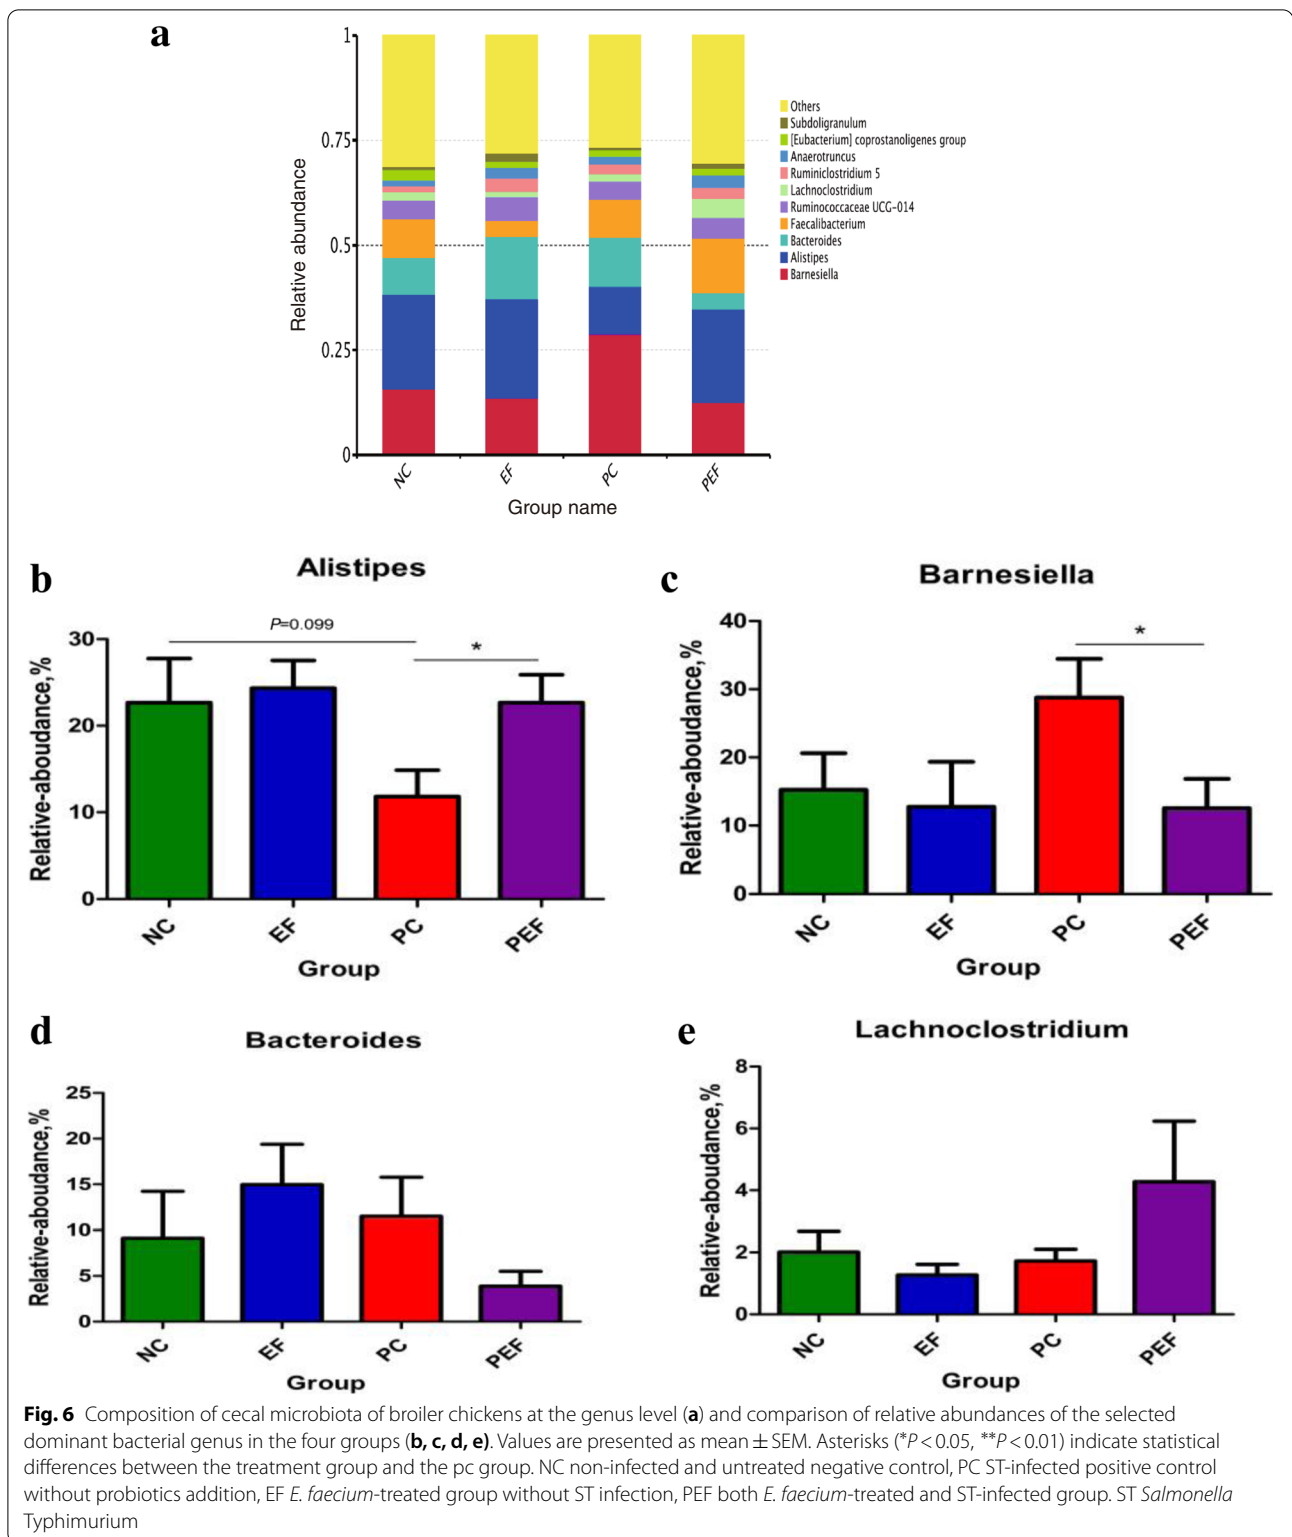 a
1
0.75
0.5
0.25
0
Relative abundance
NC
EF
PC
PEF
Group name
Others
Subdoligranulum
[Eubacterium] coprostanoligenes group
Anaerotruncus
Ruminiclostridium 5
Lachnoclostridium
Ruminococcaceae UCG-014
Faecalibacterium
Bacteroides
Alistipes
Barnesiella
b
Alistipes
P=0.099
*
30
20
10
0
Relative-aboudance,%
NC
EF
PC
PEF
Group
c
Barnesiella
*
40
30
20
10
0
Relative-aboudance,%
NC
EF
PC
PEF
Group
d
Bacteroides
25
20
15
10
5
0
Relative-aboudance,%
NC
EF
PC
PEF
Group
e
Lachnoclostridium
8
6
4
2
0
Relative-aboudance,%
NC
EF
PC
PEF
Group
Fig. 6 Composition of cecal microbiota of broiler chickens at the genus level (a) and comparison of relative abundances of the selected
dominant bacterial genus in the four groups (b, c, d, e). Values are presented as mean ± SEM. Asterisks (*P < 0.05, **P < 0.01) indicate statistical
differences between the treatment group and the pc group. NC non-infected and untreated negative control, PC ST-infected positive control
without probiotics addition, EF E. faecium-treated group without ST infection, PEF both E. faecium-treated and ST-infected group. ST Salmonella
Typhimurium